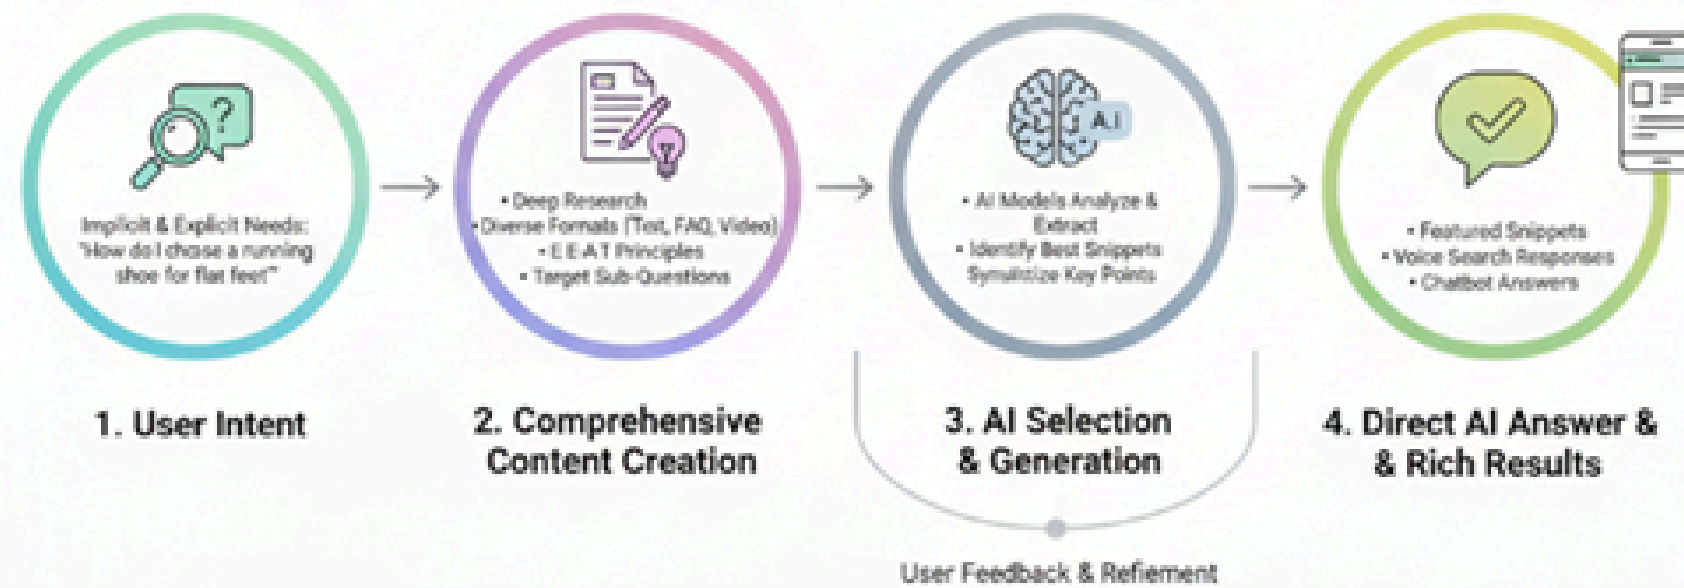 Implicit & Explicit Needs:
"How do I chose a running
shoe for flat feet"
1. User Intent
?
• Deep Research
• Diverse Formats (Text, FAQ, Video)
• E E-A T Principles
• Target Sub-Questions
2. Comprehensive
Content Creation
A.I
• AI Models Analyze &
Extract
• Identify Best Snippets
Key Points
3. AI Selection
& Generation
• Featured Snippets
• Voice Search Responses
• Chatbot Answers
4. Direct AI Answer &
& Rich Results
User Feedback & Refiement